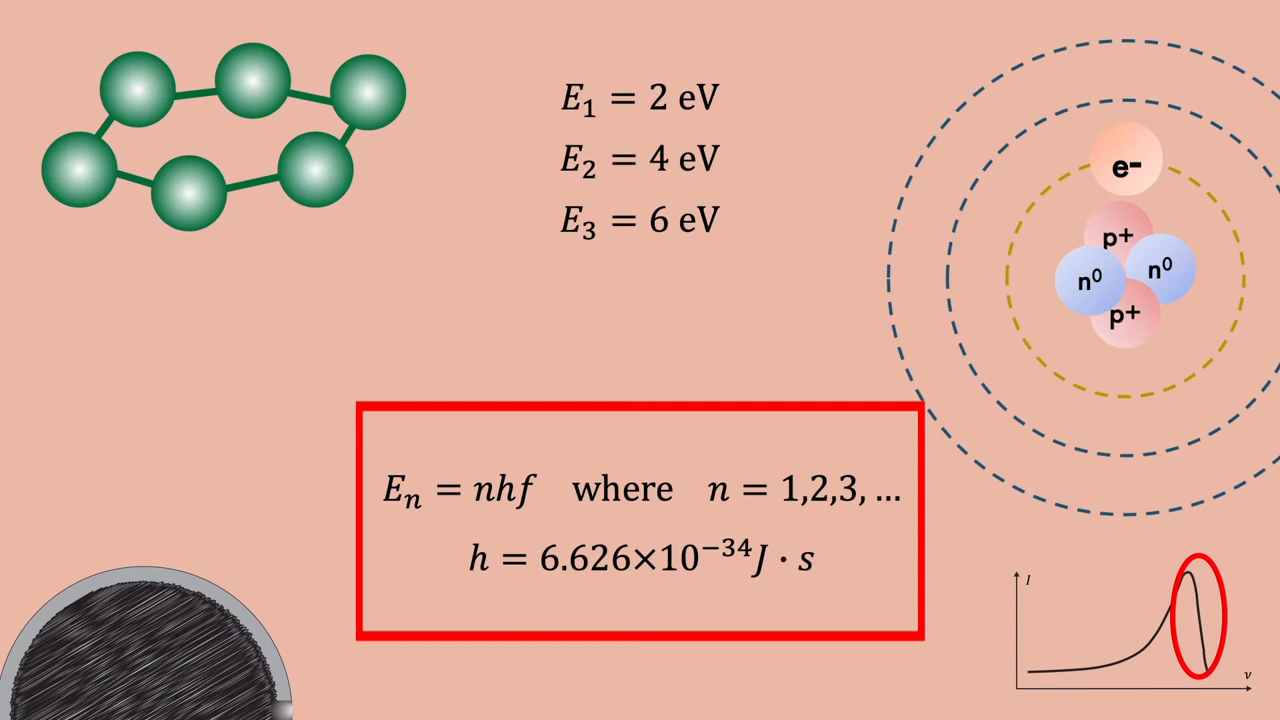 E₁ = 2 eV
E₂ = 4 eV
E₃ = 6 eV
e-
p+
n⁰
n⁰
p+
Eₙ = nhf where n = 1,2,3, …
h = 6.626×10⁻³⁴J · s
I
ν